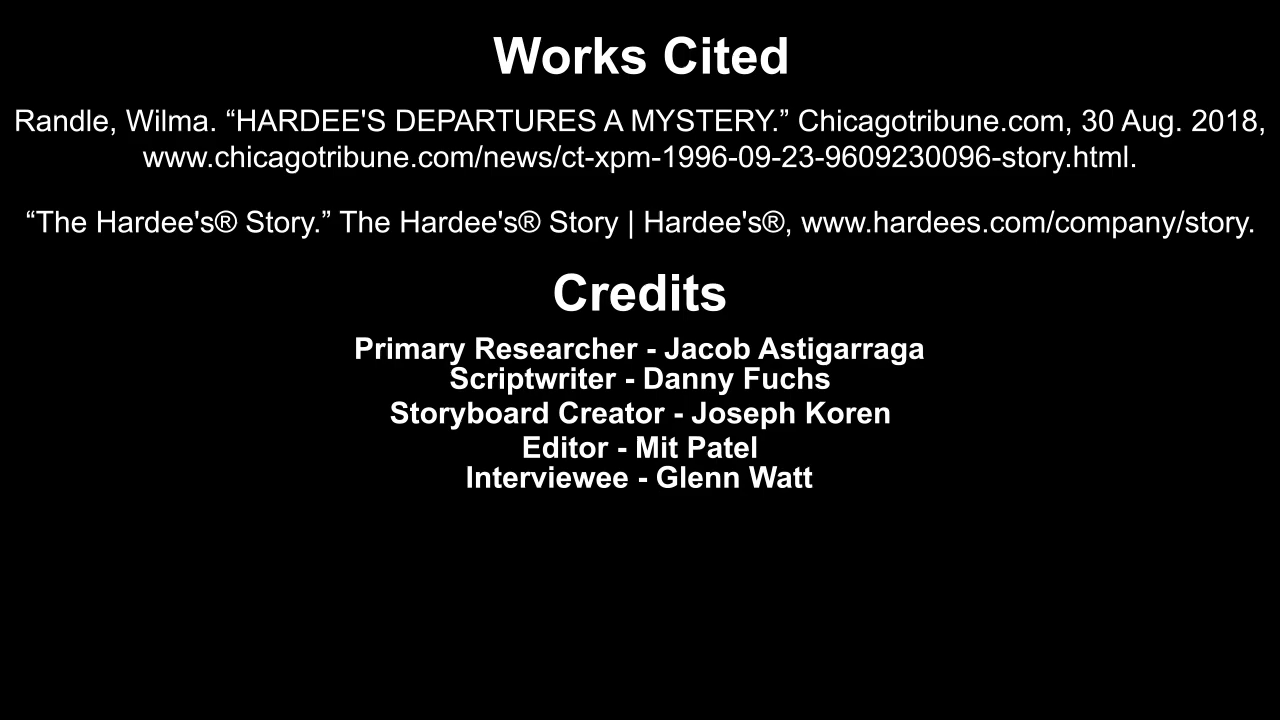 Works Cited
Randle, Wilma. “HARDEE'S DEPARTURES A MYSTERY.” Chicagotribune.com, 30 Aug. 2018,
www.chicagotribune.com/news/ct-xpm-1996-09-23-9609230096-story.html.
“The Hardee's® Story.” The Hardee's® Story | Hardee's®, www.hardees.com/company/story.
Credits
Primary Researcher - Jacob Astigarraga
Scriptwriter - Danny Fuchs
Storyboard Creator - Joseph Koren
Editor - Mit Patel
Interviewee - Glenn Watt